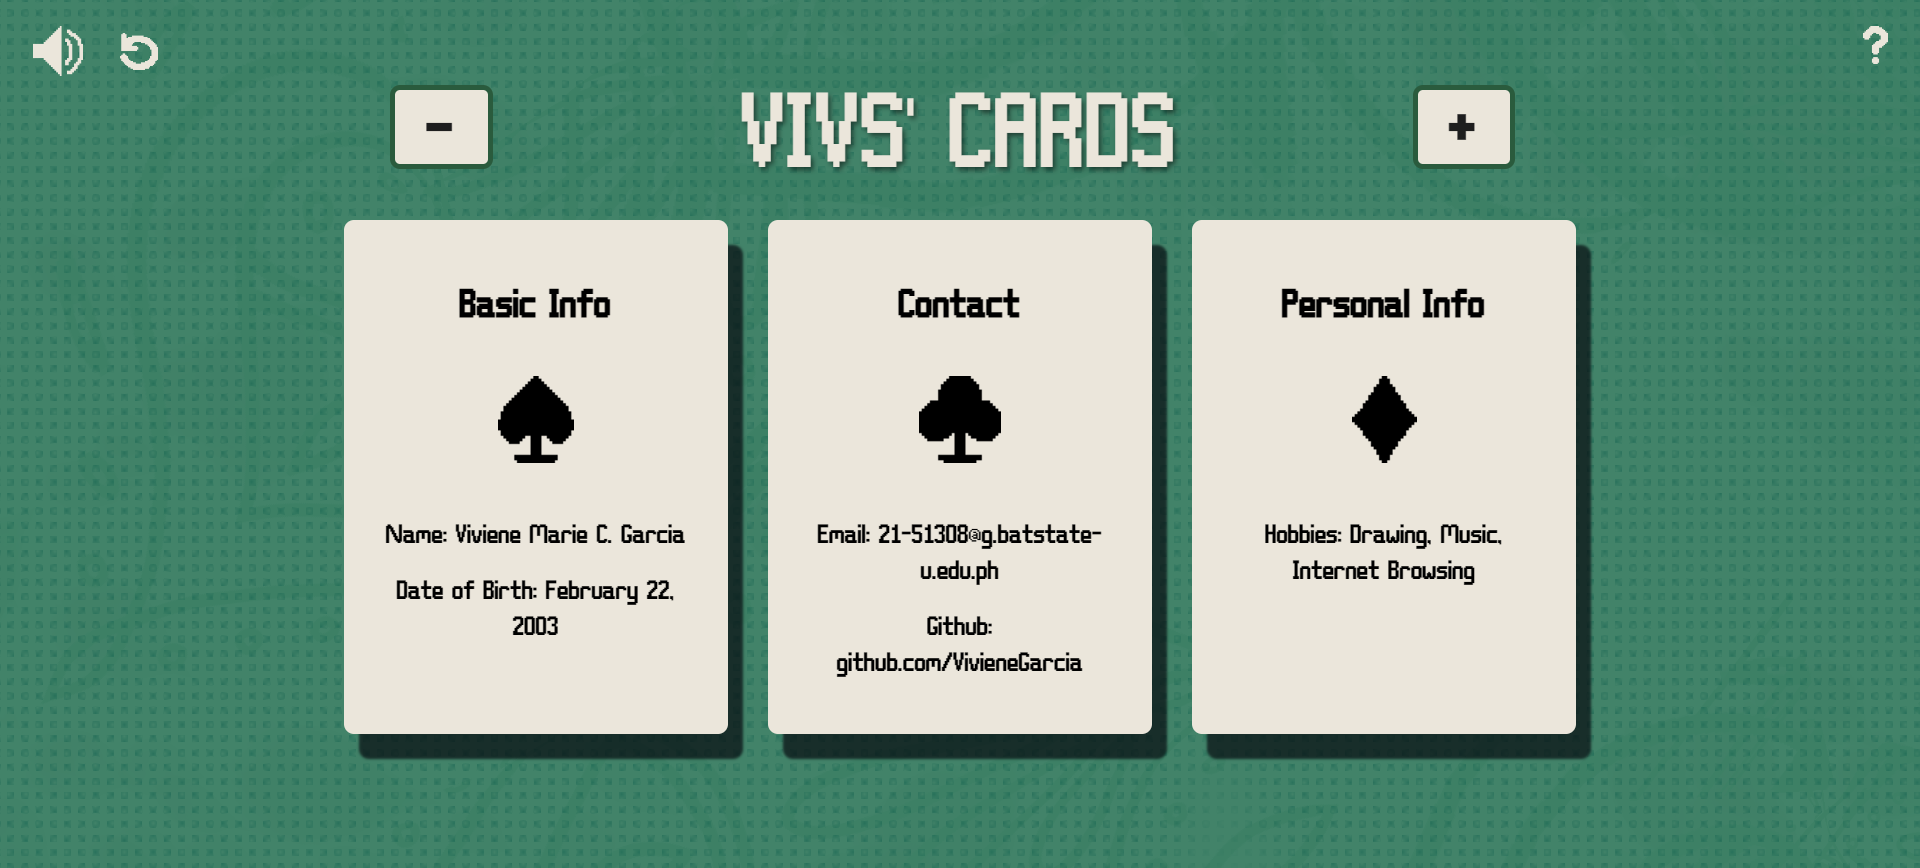 ?
-
VIVS' CARDS
+
Basic Info
Name: Viviene Marie C. Garcia
Date of Birth: February 22,
2003
Contact
Email: 21-51308@g.batstate-
u.edu.ph
Github:
github.com/VivieneGarcia
Personal Info
Hobbies: Drawing, Music,
Internet Browsing